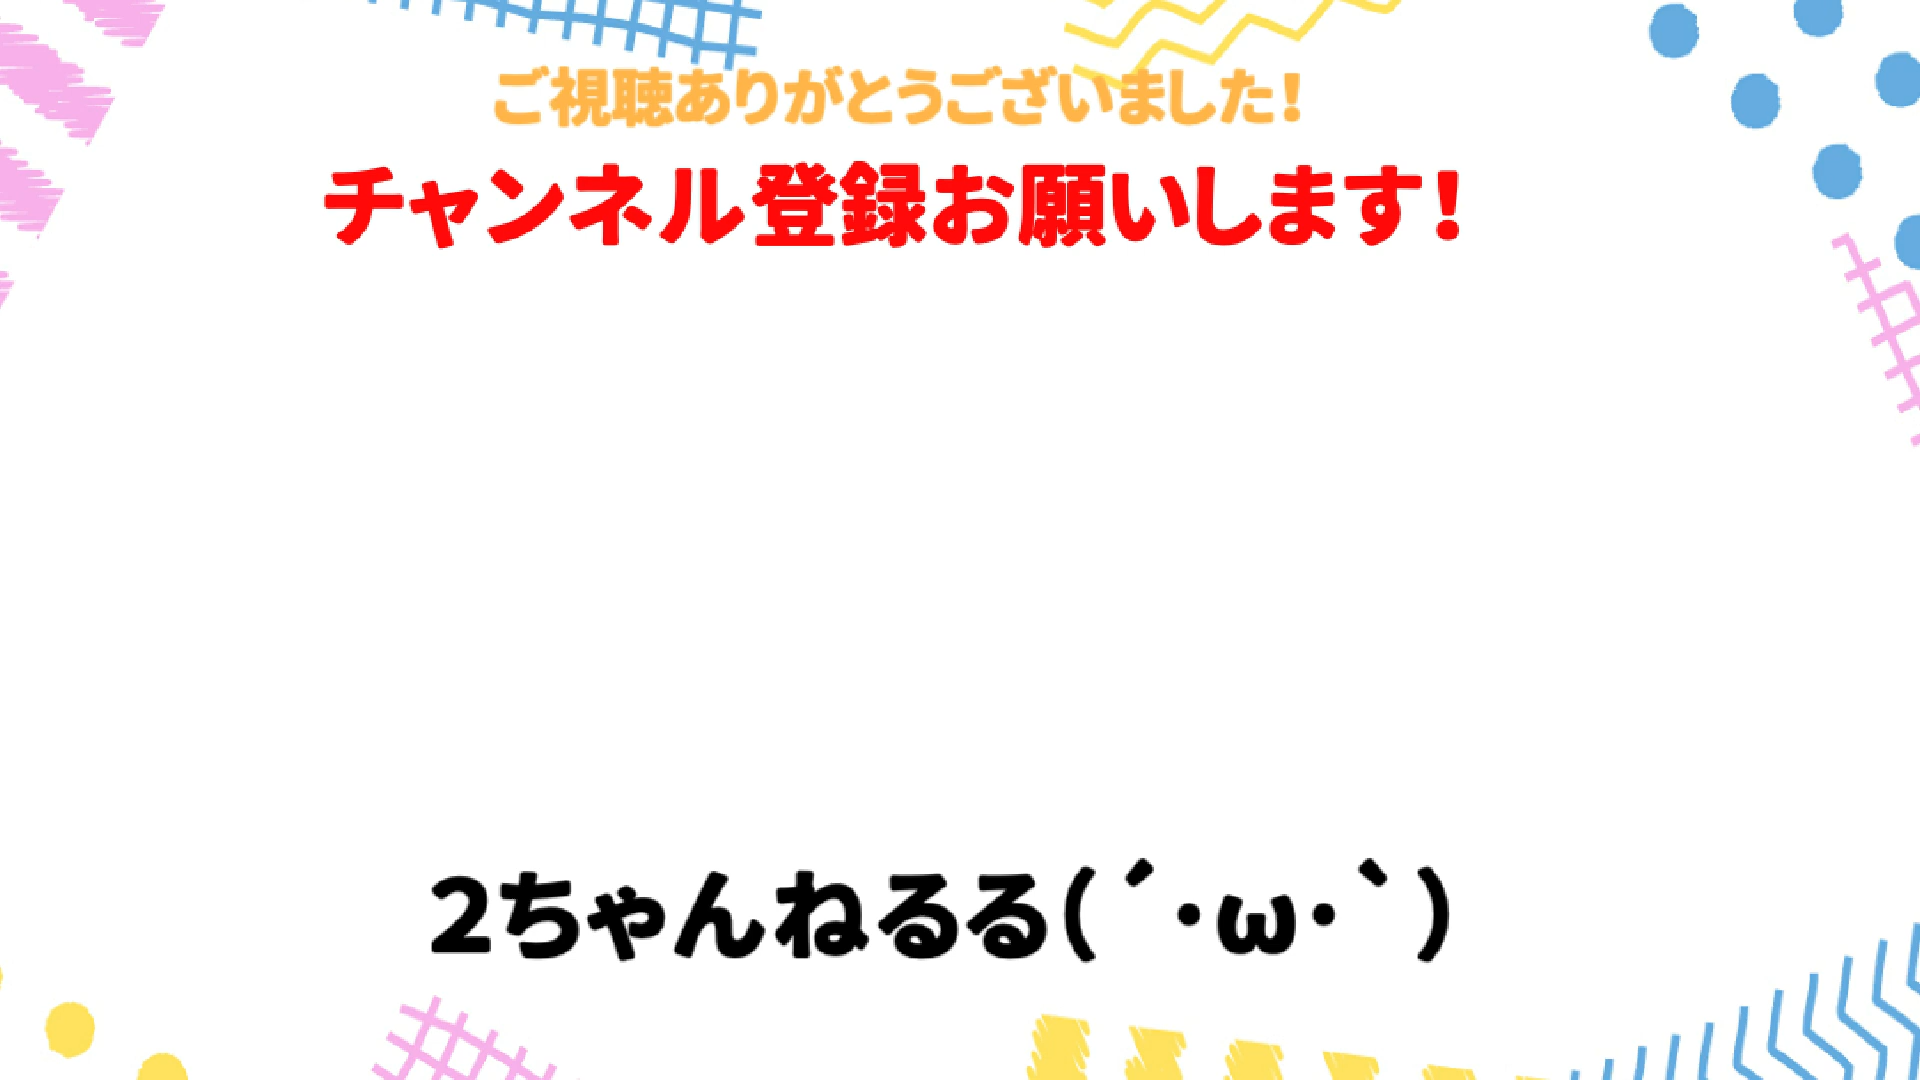 ご視聴ありがとうございました!
チャンネル登録お願いします!
2ちゃんねるる(´・ω・`)